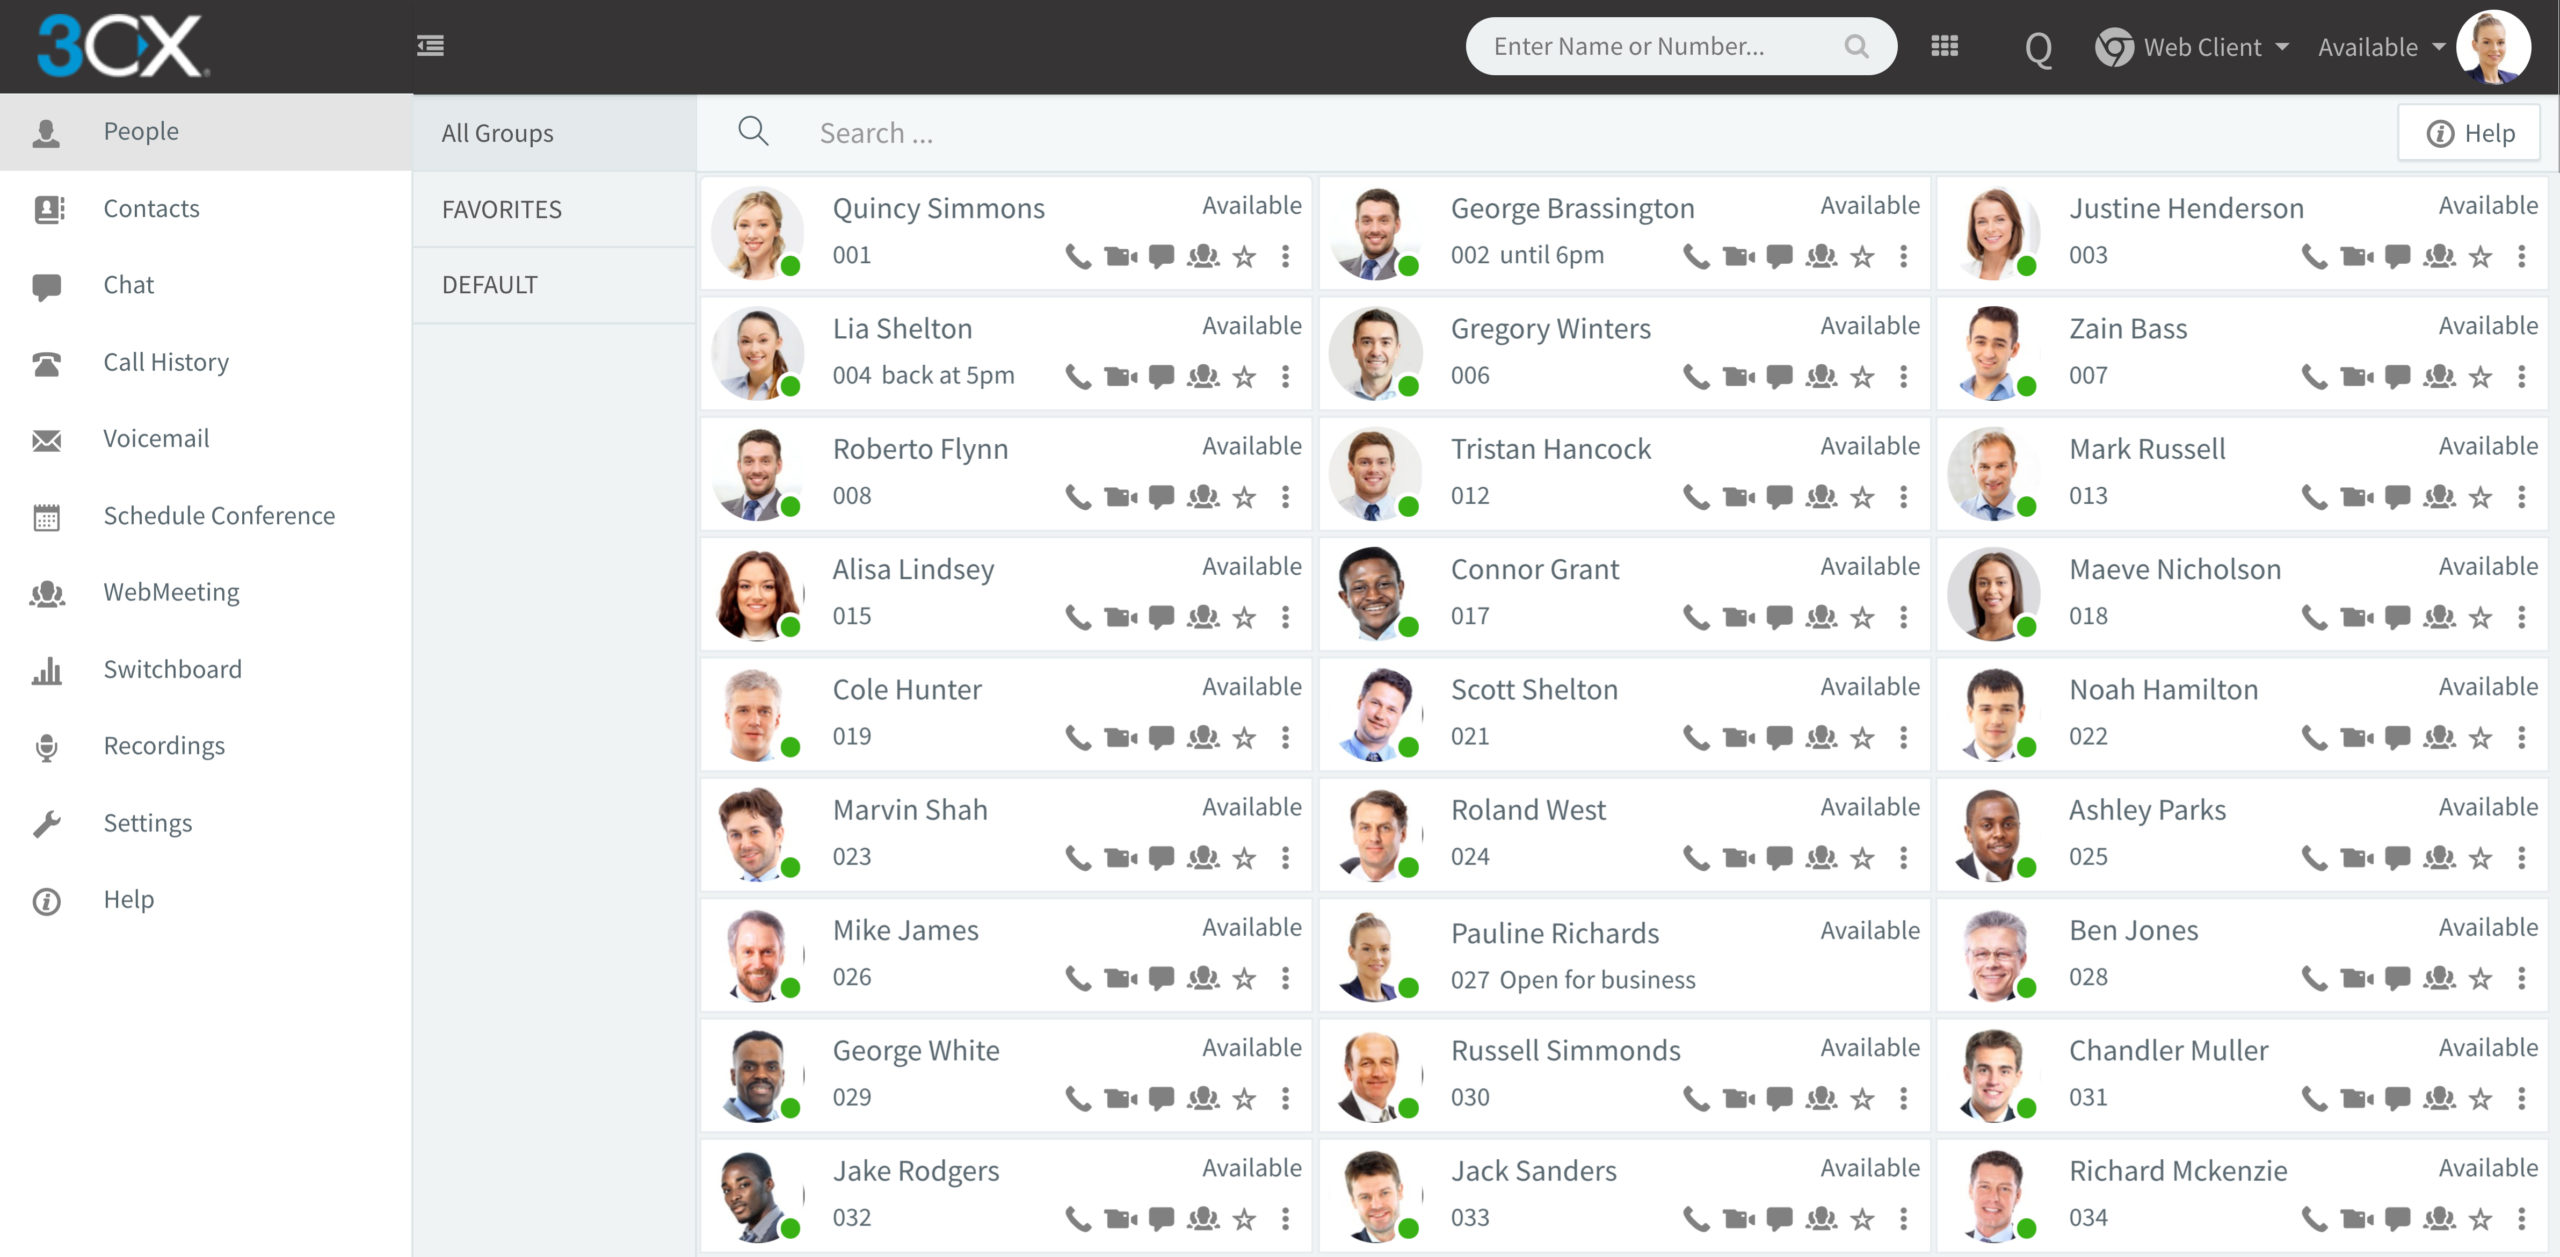 3CX
Enter Name or Number...
Q
Web Client
Available
People
Contacts
Chat
Call History
Voicemail
Schedule Conference
WebMeeting
Switchboard
Recordings
Settings
Help
All Groups
FAVORITES
DEFAULT
Search ...
Help
Quincy Simmons Available
001
George Brassington Available
002 until 6pm
Justine Henderson Available
003
Lia Shelton Available
004 back at 5pm
Gregory Winters Available
006
Zain Bass Available
007
Roberto Flynn Available
008
Tristan Hancock Available
012
Mark Russell Available
013
Alisa Lindsey Available
015
Connor Grant Available
017
Maeve Nicholson Available
018
Cole Hunter Available
019
Scott Shelton Available
021
Noah Hamilton Available
022
Marvin Shah Available
023
Roland West Available
024
Ashley Parks Available
025
Mike James Available
026
Pauline Richards Available
027 Open for business
Ben Jones Available
028
George White Available
029
Russell Simmonds Available
030
Chandler Muller Available
031
Jake Rodgers Available
032
Jack Sanders Available
033
Richard Mckenzie Available
034